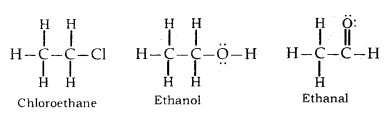 H H
H–C–C–Cl
H H
Chloroethane
H H
H–C–C–Ö–H
H H
Ethanol
H O:
H–C–C–H
H
Ethanal